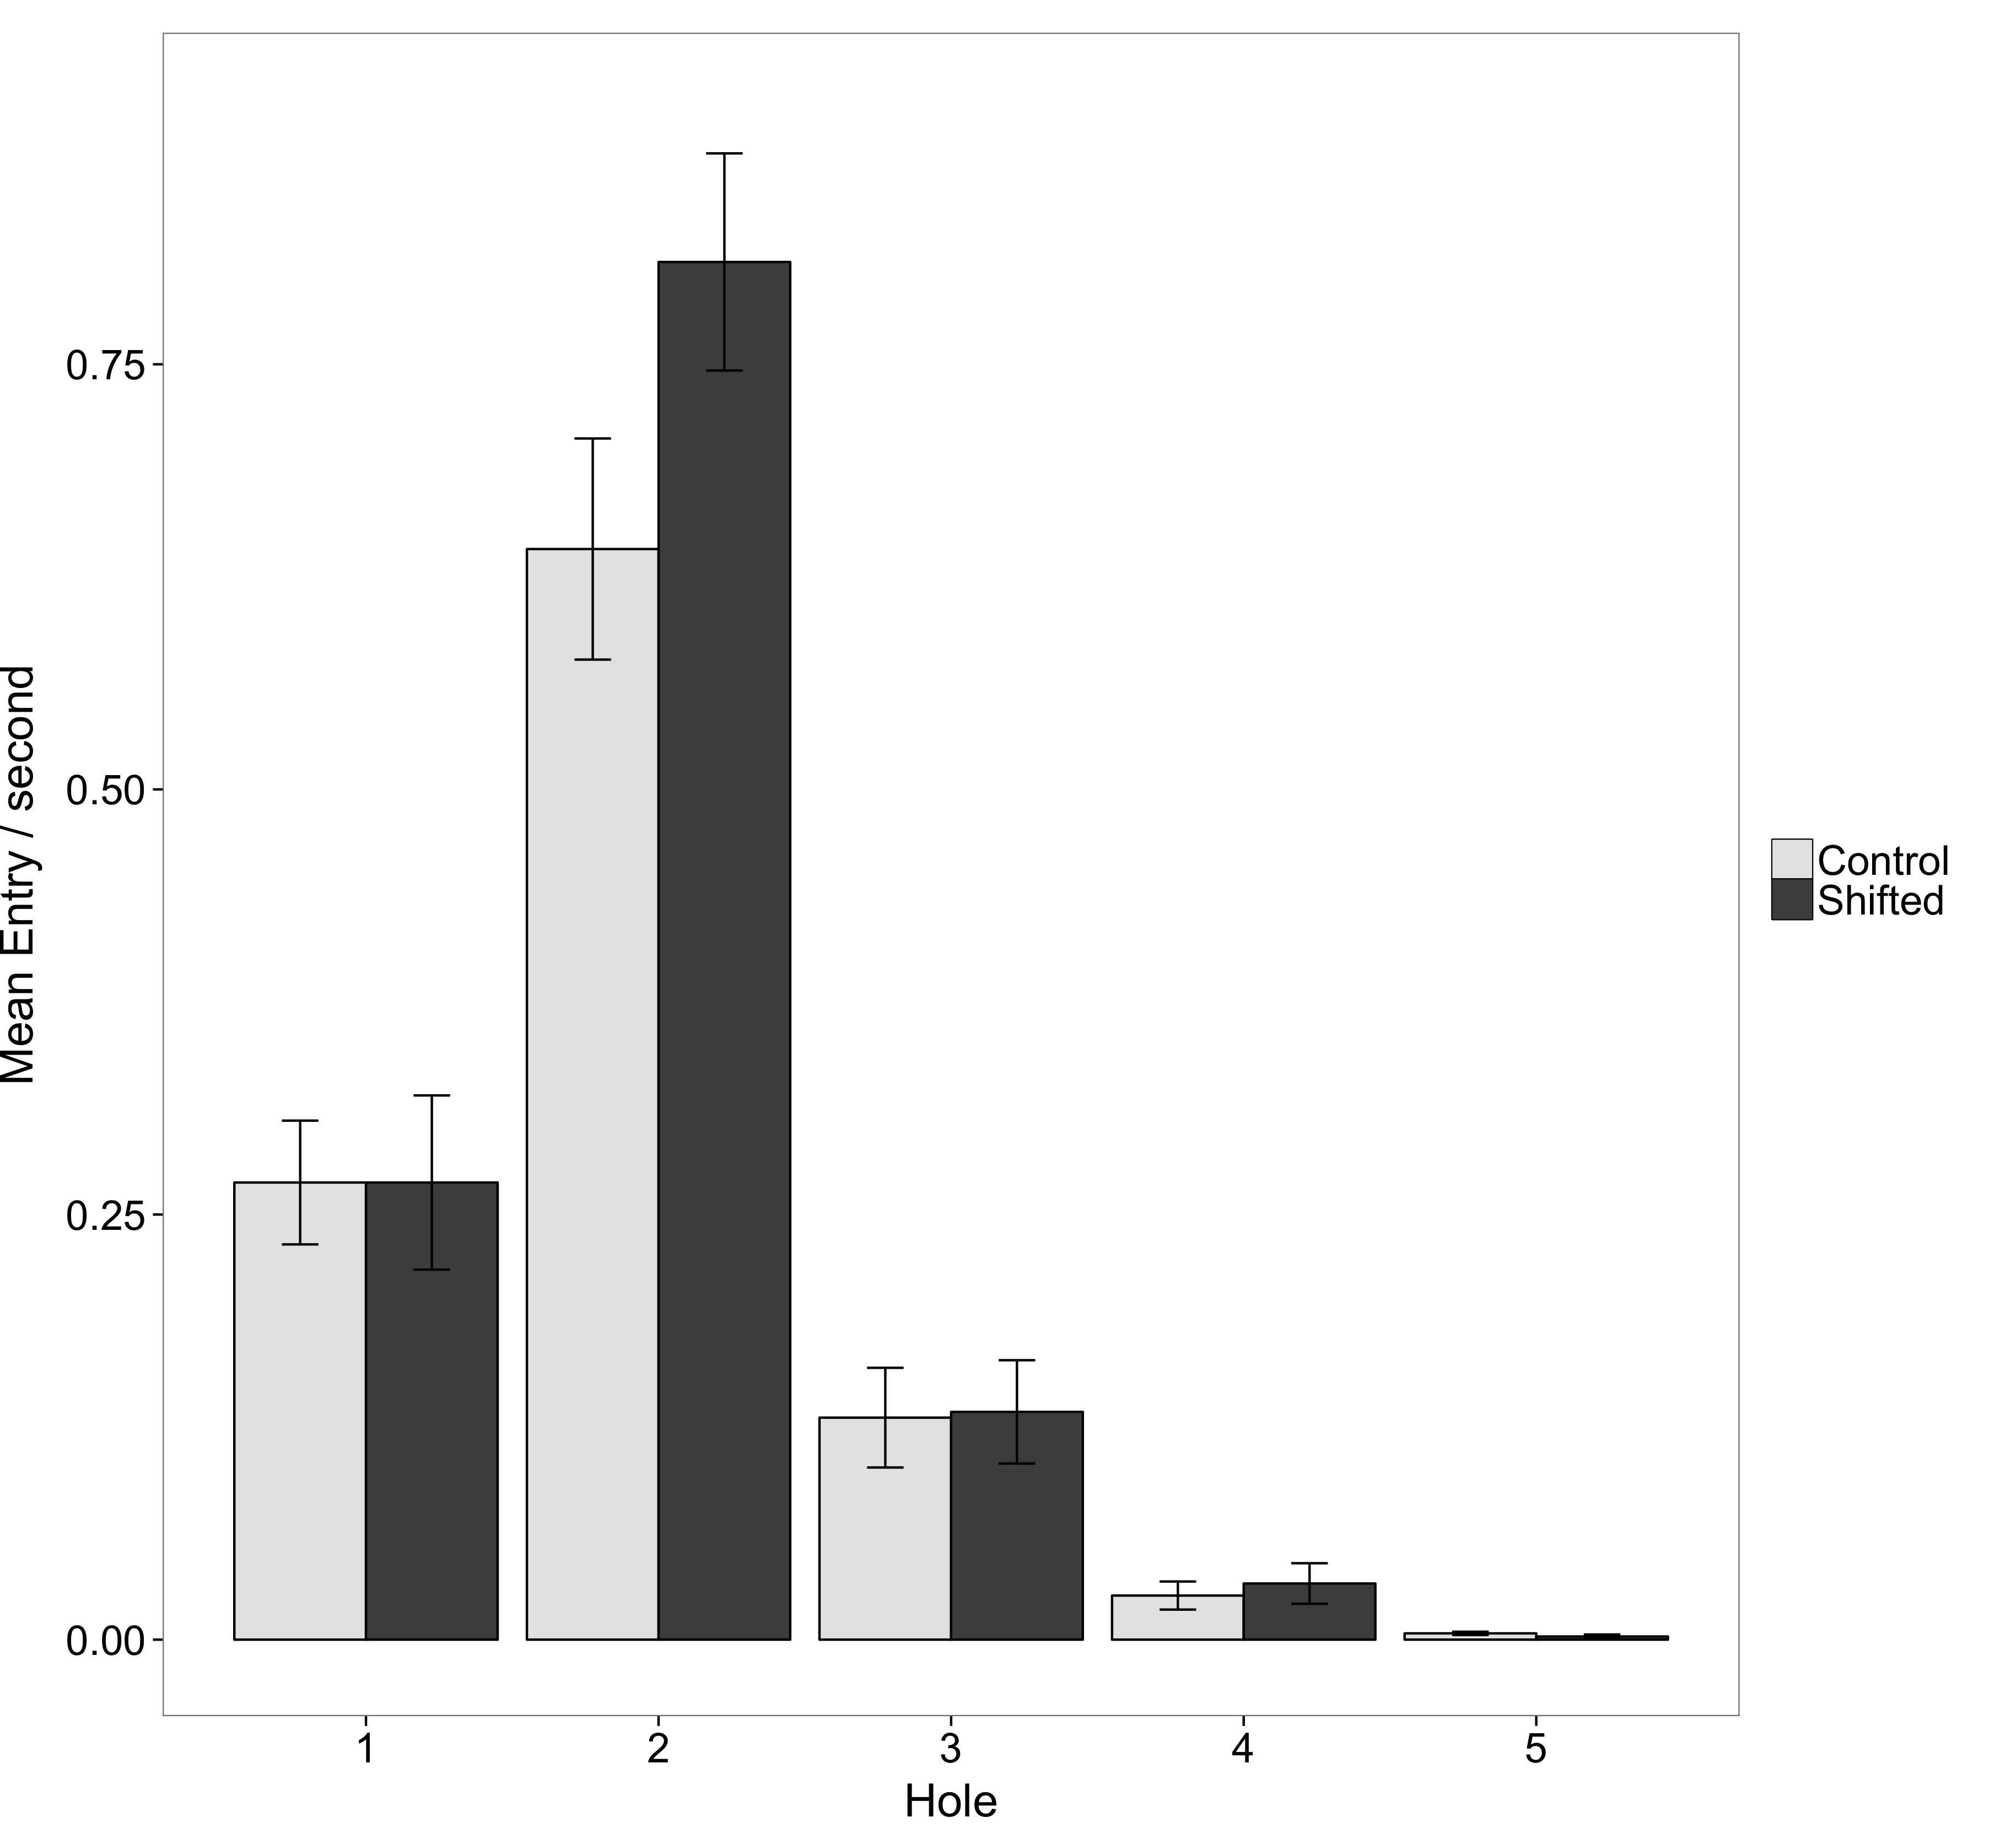 Mean Entry / second
0.75
0.50
0.25
0.00
1 2 3 4 5
Hole
Control
Shifted